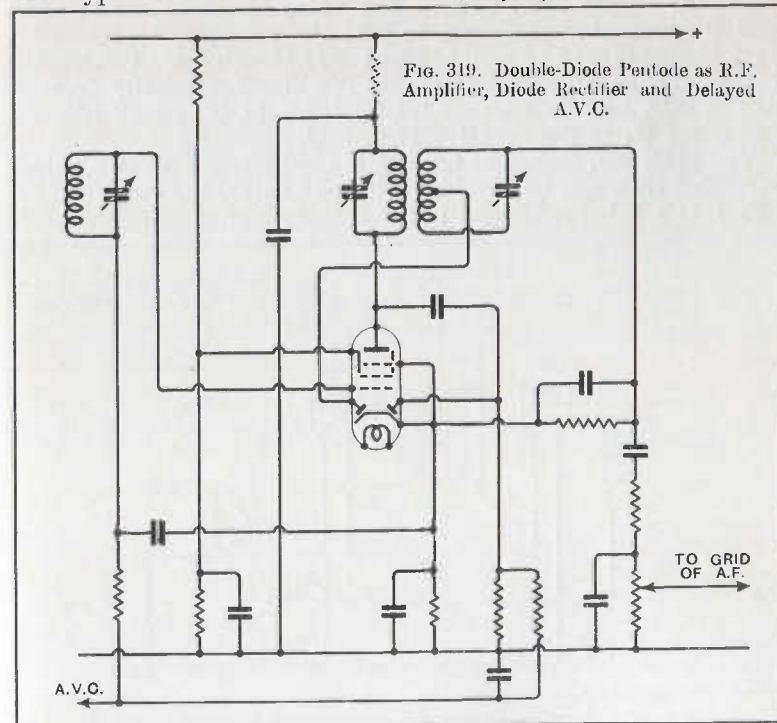 +
FIG. 319. Double-Diode Pentode as R.F.
Amplifier, Diode Rectifier and Delayed
A.V.C.
TO GRID
OF A.F.
A.V.C.